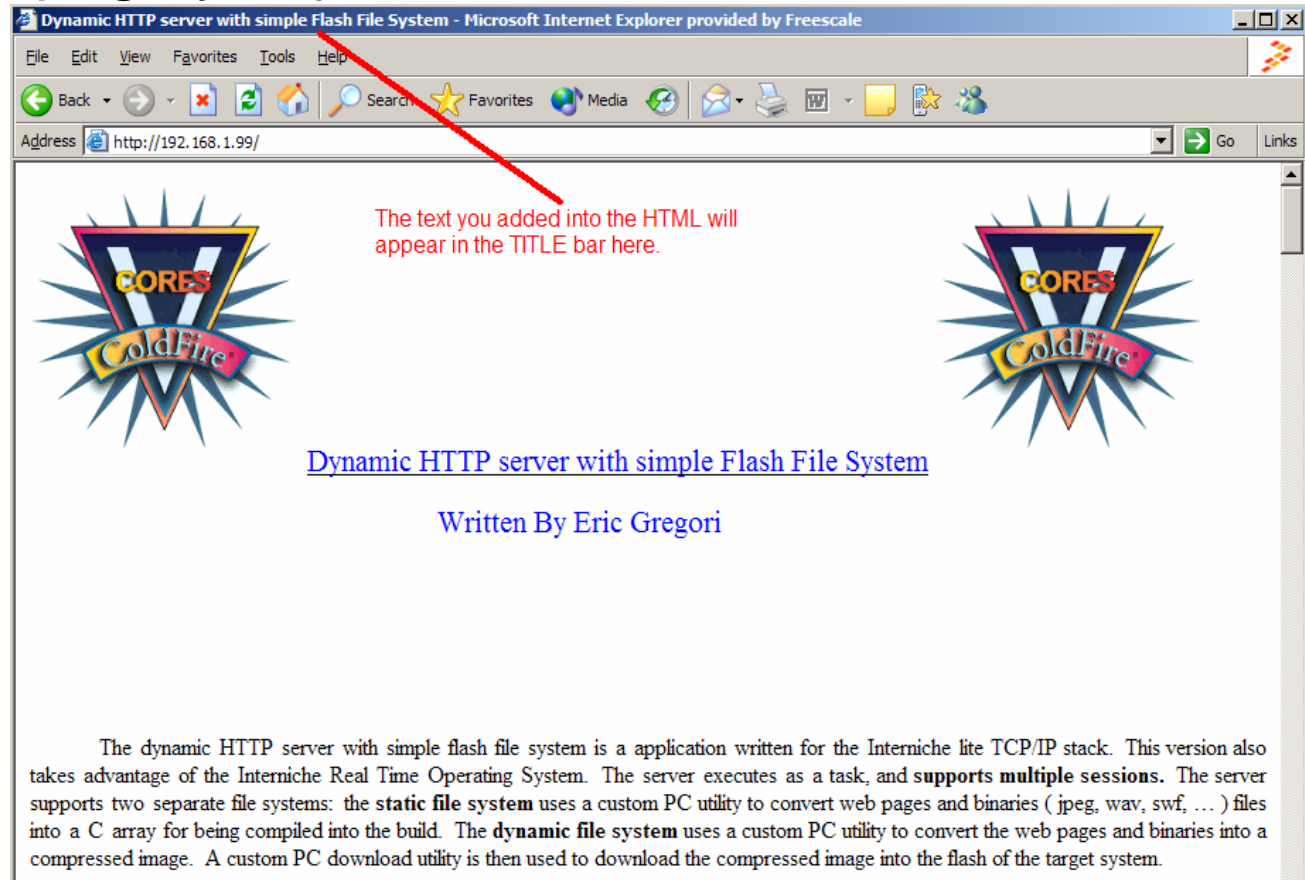 Dynamic HTTP server with simple Flash File System - Microsoft Internet Explorer provided by Freescale
File Edit View Favorites Tools Help
Back Search Favorites Media
Address http://192.168.1.99/ Go Links
The text you added into the HTML will
appear in the TITLE bar here.
CORES
ColdFire®
CORES
ColdFire®
Dynamic HTTP server with simple Flash File System
Written By Eric Gregori
The dynamic HTTP server with simple flash file system is a application written for the Interniche lite TCP/IP stack. This version also
takes advantage of the Interniche Real Time Operating System. The server executes as a task, and supports multiple sessions. The server
supports two separate file systems: the static file system uses a custom PC utility to convert web pages and binaries ( jpeg, wav, swf, … ) files
into a C array for being compiled into the build. The dynamic file system uses a custom PC utility to convert the web pages and binaries into a
compressed image. A custom PC download utility is then used to download the compressed image into the flash of the target system.